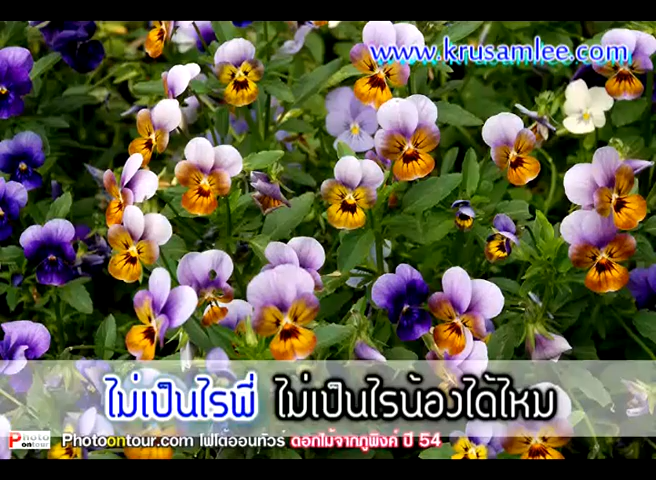 www.krusamlee.com
ไม่เป็นไรพี่ ไม่เป็นไรน้องได้ไหม
Photo
ontour
Photoontour.com โฟโต้ออนทัวร์ ดอกไม้จากภูพิงค์ ปี 54